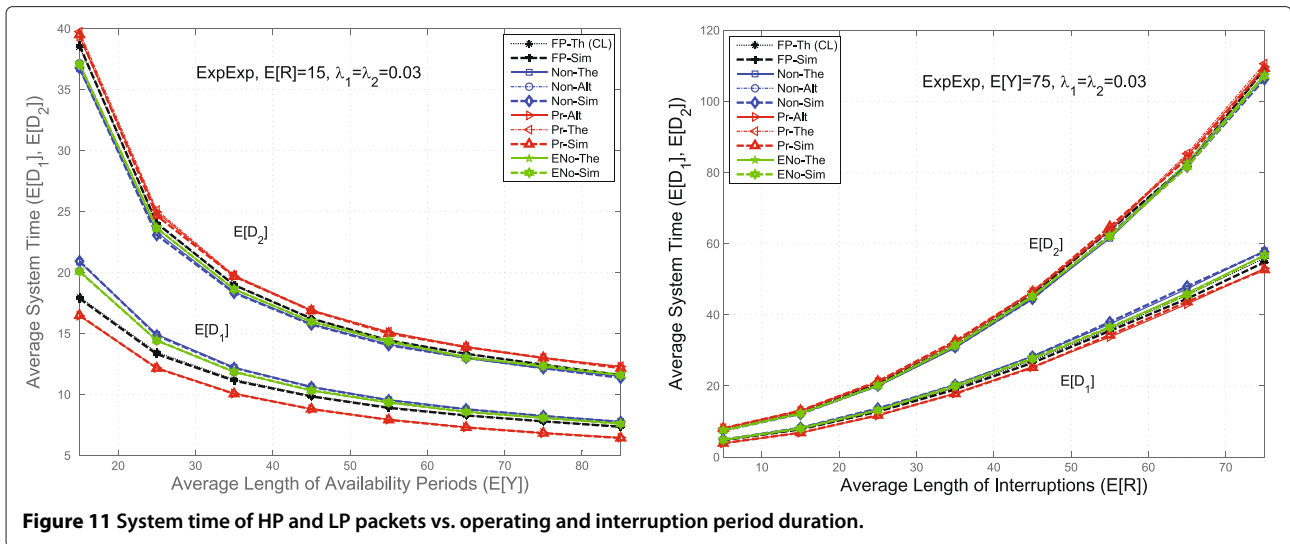 40
35
30
25
20
15
10
5
Average System Time (E[D₁], E[D₂])
ExpExp, E[R]=15, λ₁=λ₂=0.03
FP-Th (CL)
FP-Sim
Non-The
Non-Alt
Non-Sim
Pr-Alt
Pr-The
Pr-Sim
ENo-The
ENo-Sim
E[D₂]
E[D₁]
20 30 40 50 60 70 80
Average Length of Availability Periods (E[Y])
120
100
80
60
40
20
0
Average System Time (E[D₁], E[D₂])
FP-Th (CL)
FP-Sim
Non-The
Non-Alt
Non-Sim
Pr-Alt
Pr-The
Pr-Sim
ENo-The
ENo-Sim
ExpExp, E[Y]=75, λ₁=λ₂=0.03
E[D₂]
E[D₁]
10 20 30 40 50 60 70
Average Length of Interruptions (E[R])
Figure 11 System time of HP and LP packets vs. operating and interruption period duration.